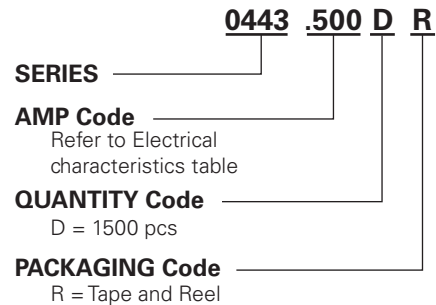 0443 .500 D R
SERIES
AMP Code
Refer to Electrical
characteristics table
QUANTITY Code
D = 1500 pcs
PACKAGING Code
R = Tape and Reel